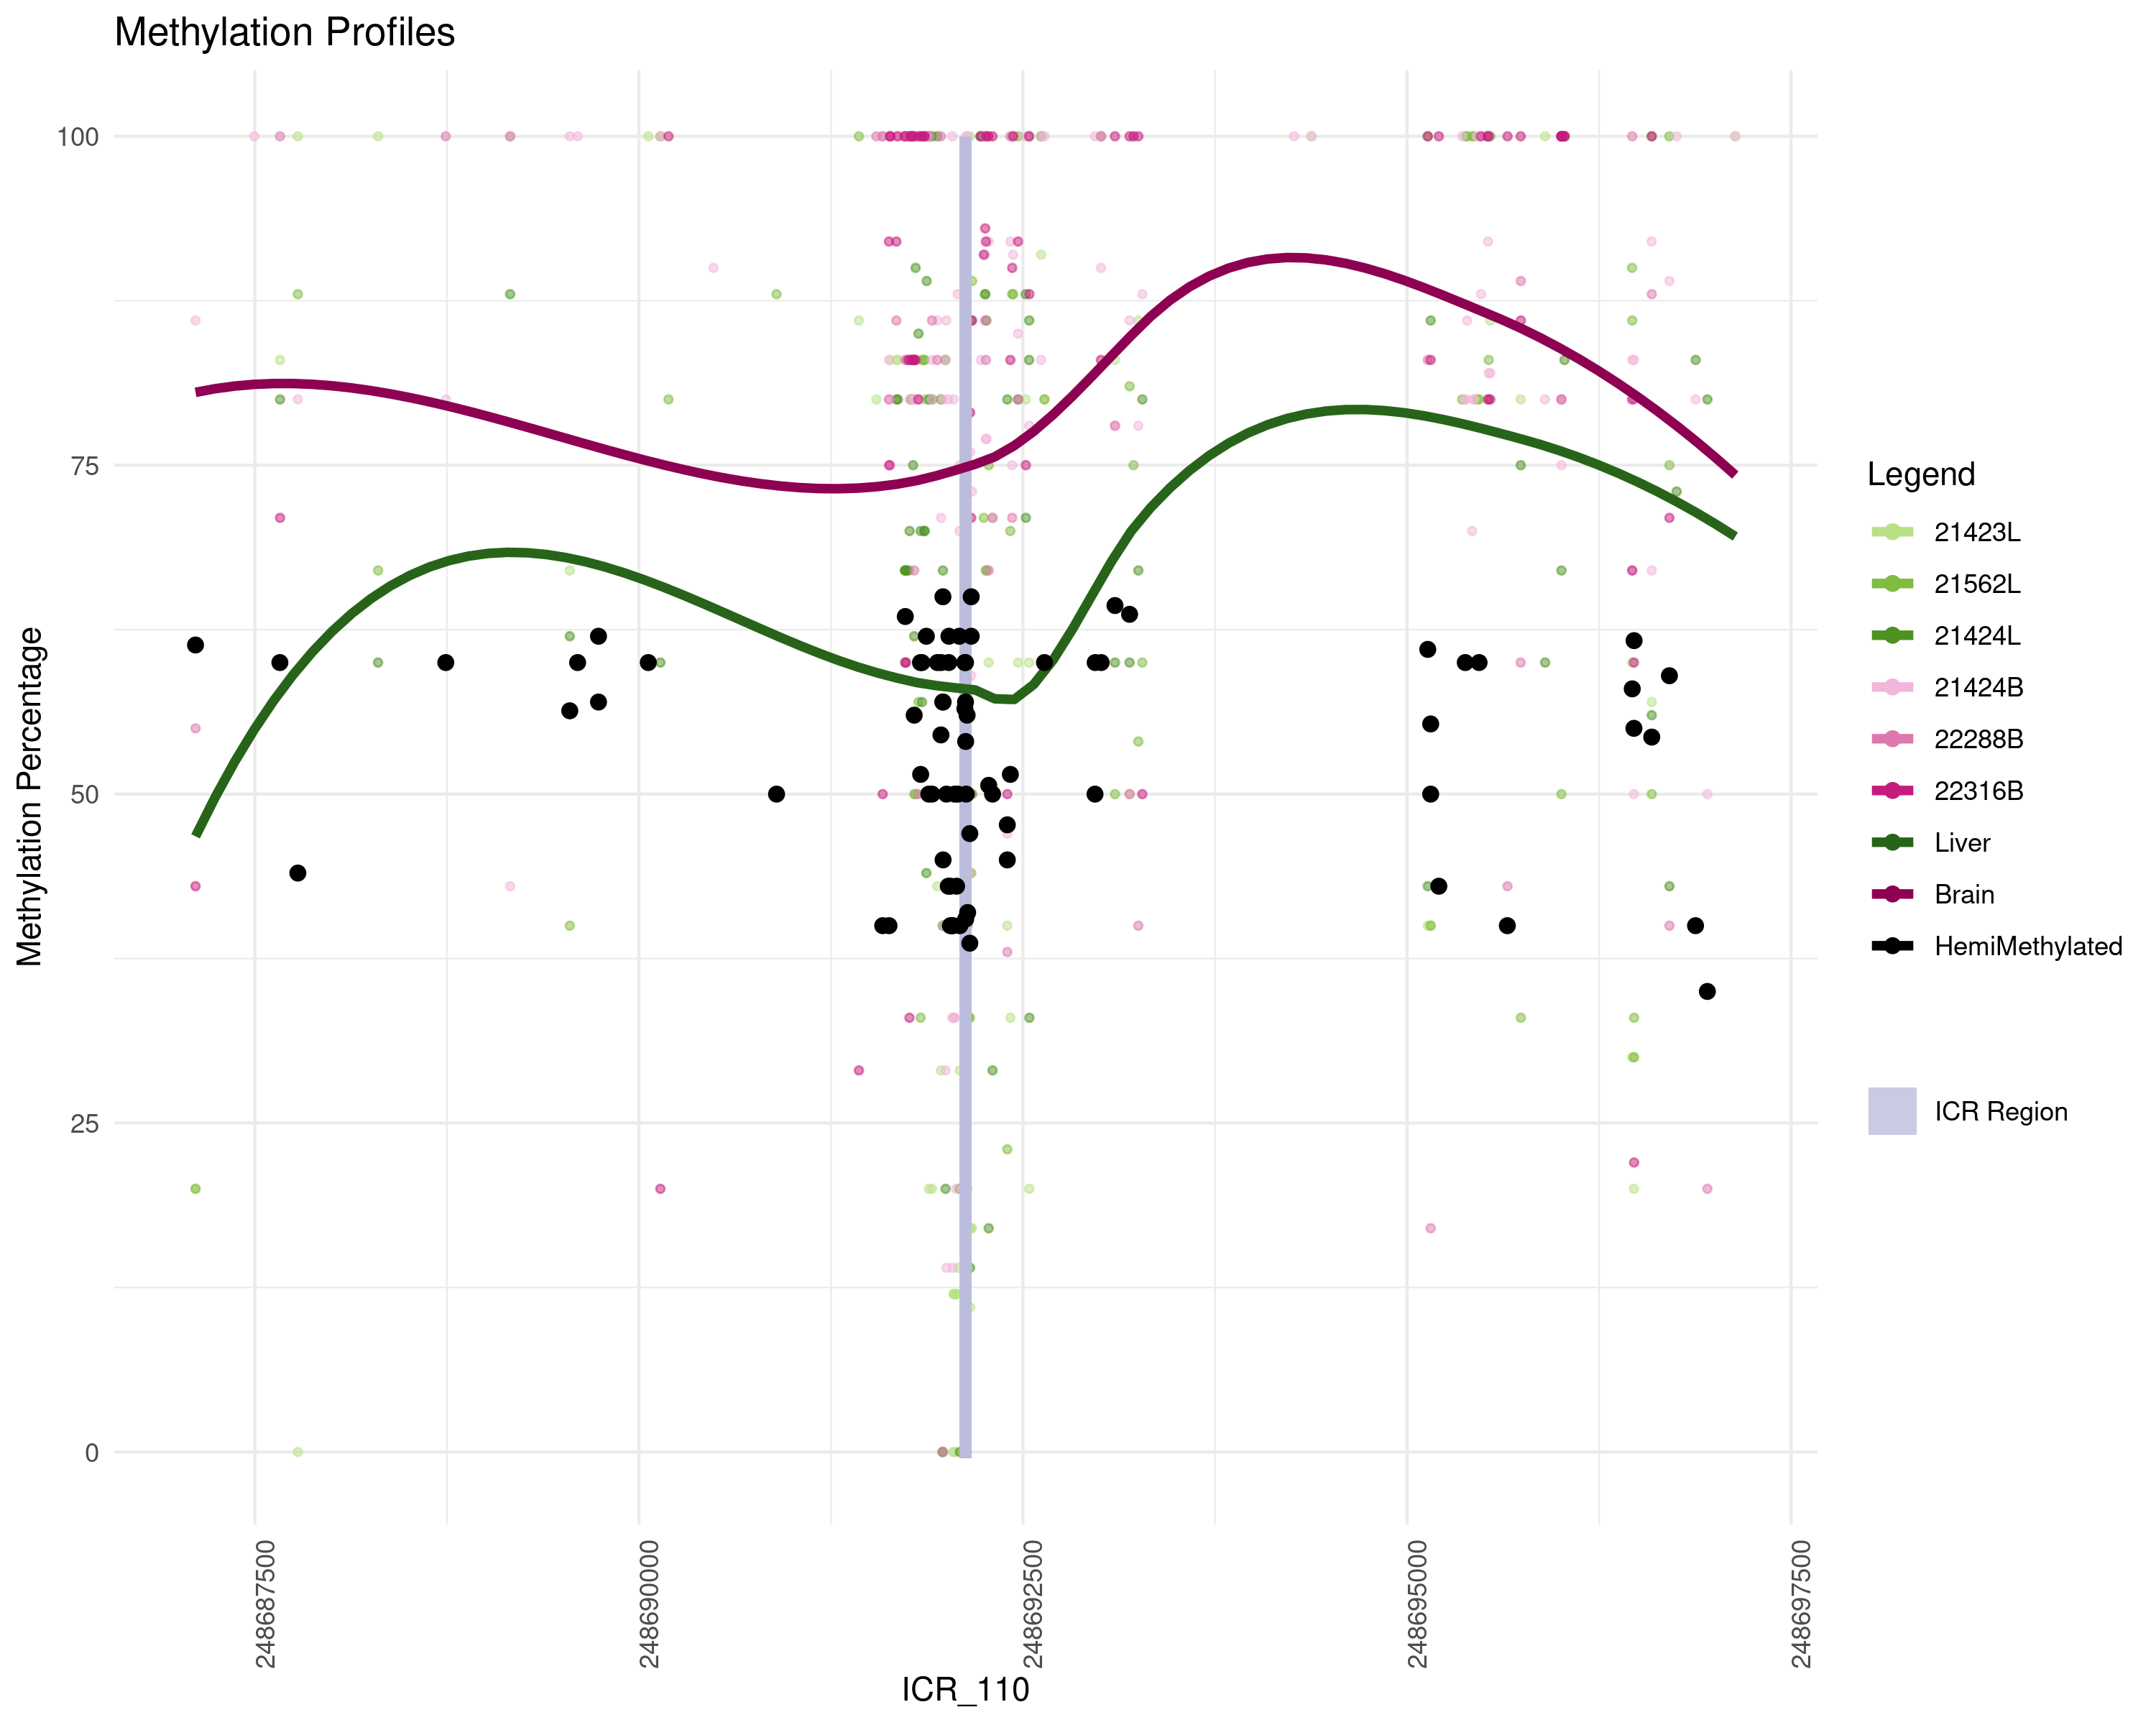 Methylation Profiles
Methylation Percentage
100
75
50
25
0
248687500
248690000
248692500
248695000
248697500
ICR_110
Legend
21423L
21562L
21424L
21424B
22288B
22316B
Liver
Brain
HemiMethylated
ICR Region